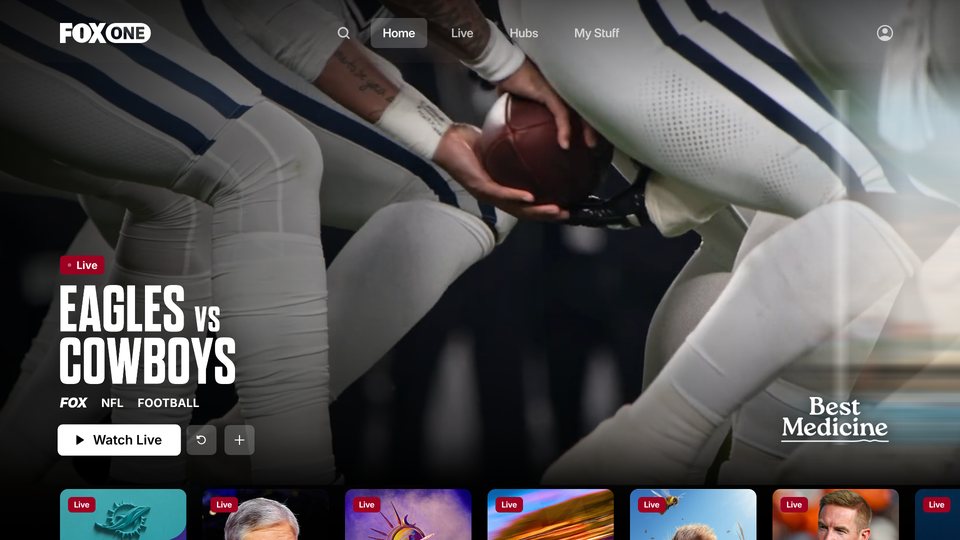 FOX ONE
Home
Live
Hubs
My Stuff
Live
EAGLES VS
COWBOYS
FOX NFL FOOTBALL
Watch Live
Best
Medicine
Live
Live
Live
Live
Live
Live
Live